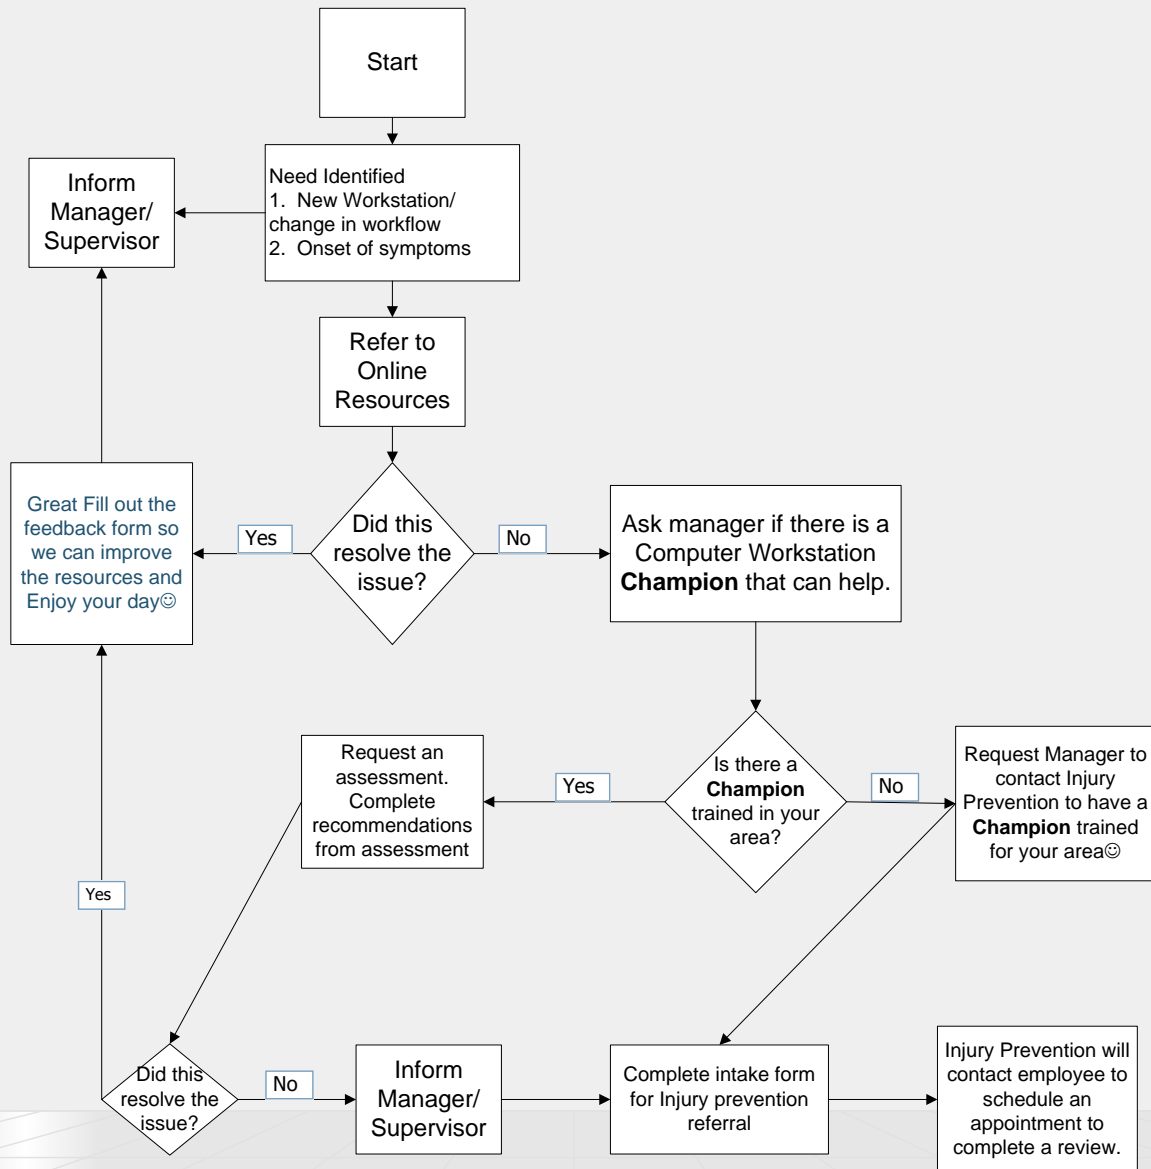 Start
Need Identified
1. New Workstation/
change in workflow
2. Onset of symptoms
Inform
Manager/
Supervisor
Refer to
Online
Resources
Great Fill out the
feedback form so
we can improve
the resources and
Enjoy your day☺
Yes
Did this
resolve the
issue?
No
Ask manager if there is a
Computer Workstation
Champion that can help.
Request an
assessment.
Complete
recommendations
from assessment
Yes
Is there a
Champion
trained in your
area?
No
Request Manager to
contact Injury
Prevention to have a
Champion trained
for your area☺
Yes
Did this
resolve the
issue?
No
Inform
Manager/
Supervisor
Complete intake form
for Injury prevention
referral
Injury Prevention will
contact employee to
schedule an
appointment to
complete a review.